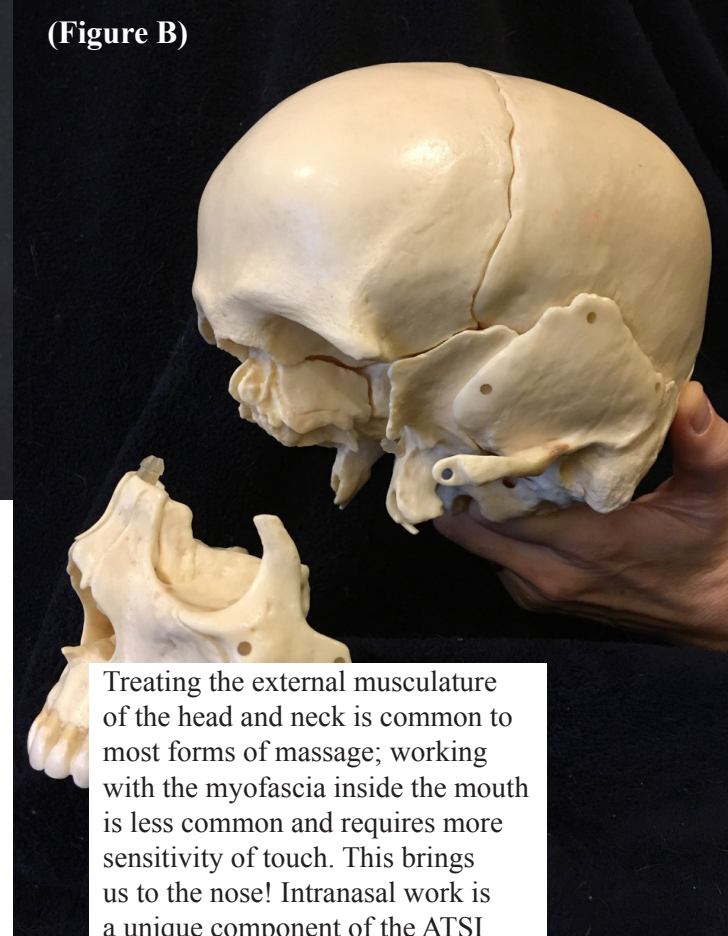 (Figure B)
Treating the external musculature
of the head and neck is common to
most forms of massage; working
with the myofascia inside the mouth
is less common and requires more
sensitivity of touch. This brings
us to the nose! Intranasal work is
a unique component of the ATSI